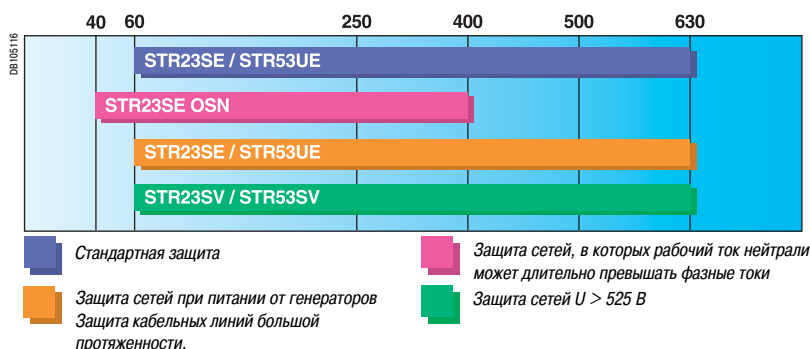 40 60 250 400 500 630
DB105116
STR23SE / STR53UE
STR23SE OSN
STR23SE / STR53UE
STR23SV / STR53SV
Стандартная защита
Защита сетей, в которых рабочий ток нейтрали
может длительно превышать фазные токи
Защита сетей при питании от генераторов
Защита кабельных линий большой
протяженности.
Защита сетей U > 525 В